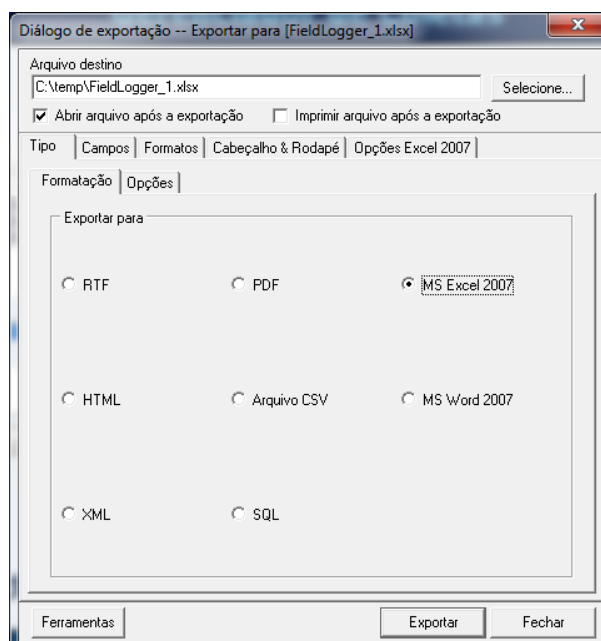 Diálogo de exportação -- Exportar para [FieldLogger_1.xlsx]
Arquivo destino
C:\temp\FieldLogger_1.xlsx
Selecione...
Abrir arquivo após a exportação
Imprimir arquivo após a exportação
Tipo
Campos
Formatos
Cabeçalho & Rodapé
Opções Excel 2007
Formatação
Opções
Exportar para
RTF
PDF
MS Excel 2007
HTML
Arquivo CSV
MS Word 2007
XML
SQL
Ferramentas
Exportar
Fechar